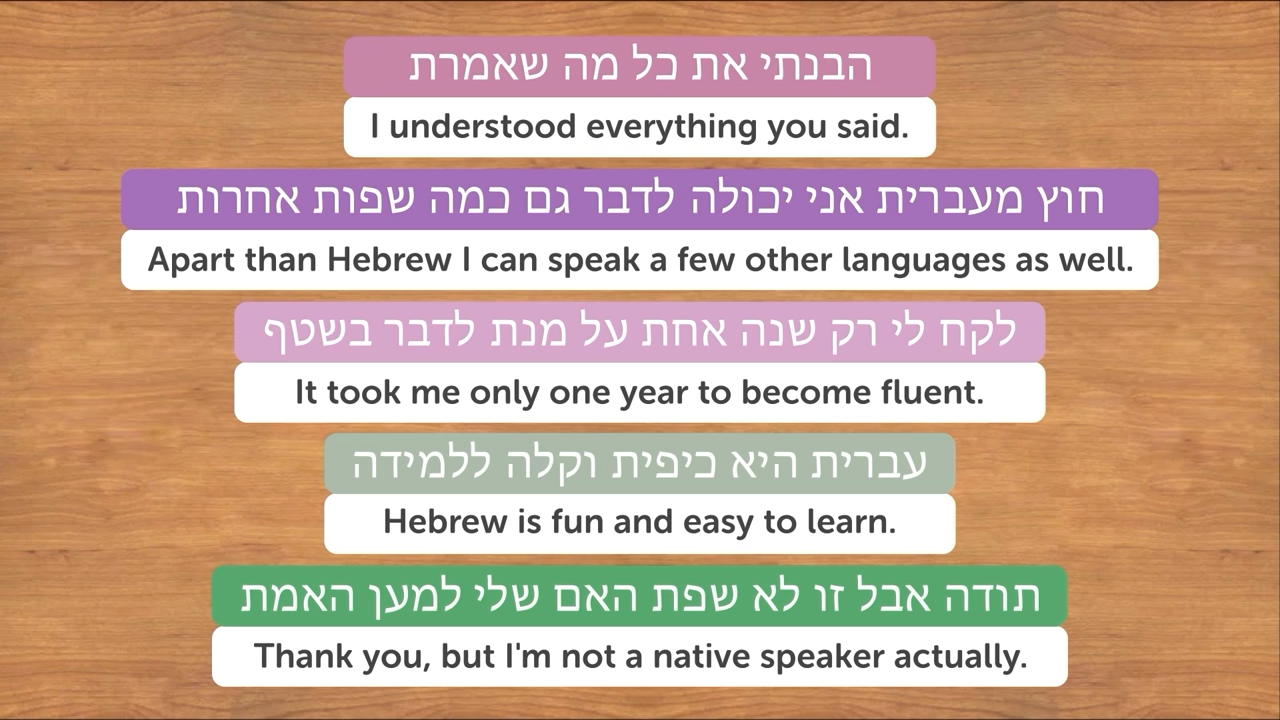 הבנתי את כל מה שאמרת
I understood everything you said.
חוץ מעברית אני יכולה לדבר גם כמה שפות אחרות
Apart than Hebrew I can speak a few other languages as well.
לקח לי רק שנה אחת על מנת לדבר בשטף
It took me only one year to become fluent.
עברית היא כיפית וקלה ללמידה
Hebrew is fun and easy to learn.
תודה אבל זו לא שפת האם שלי למען האמת
Thank you, but I'm not a native speaker actually.